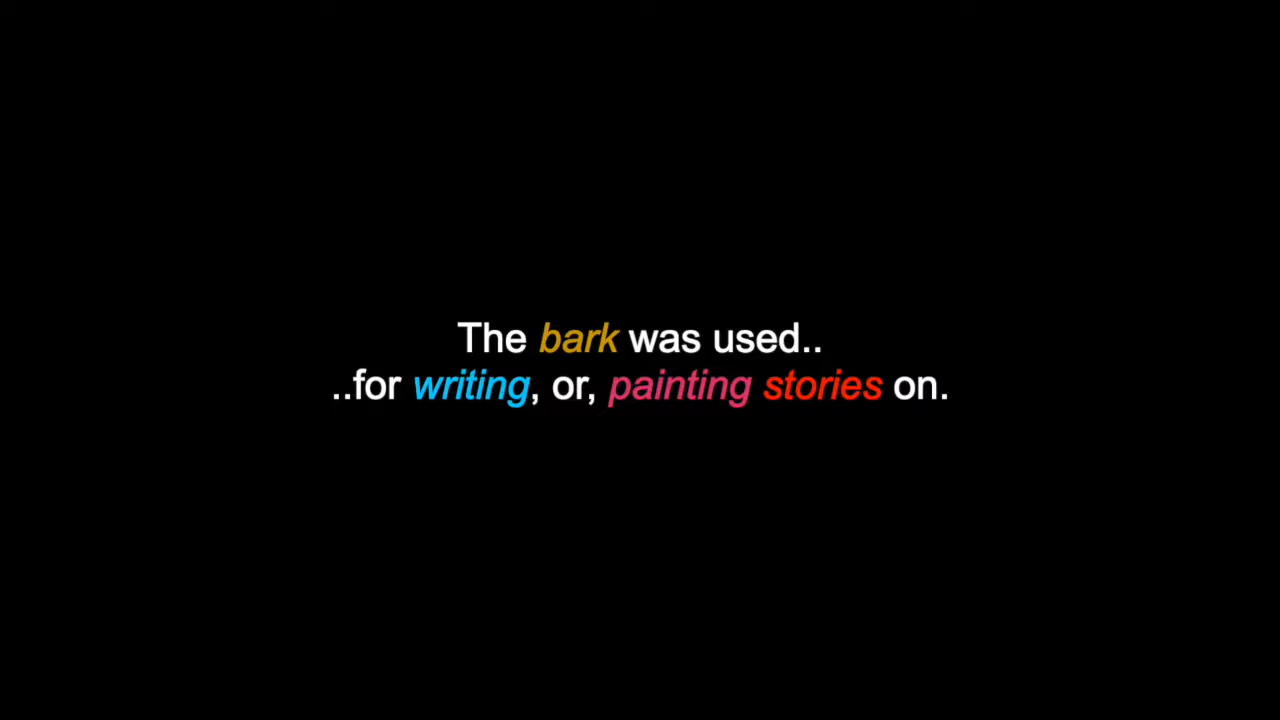 The bark was used..
..for writing, or, painting stories on.